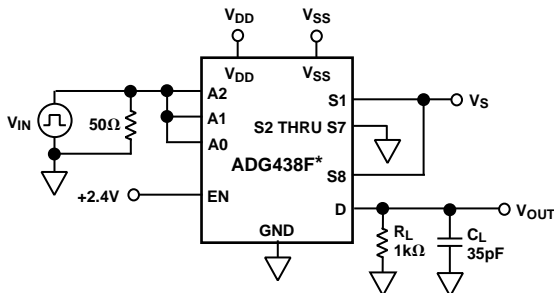 VDD VSS
VDD VSS
A2 S1 VS
A1 S2 THRU S7
VIN 50Ω A0
ADG438F* S8
+2.4V EN D VOUT
GND RL CL
1kΩ 35pF